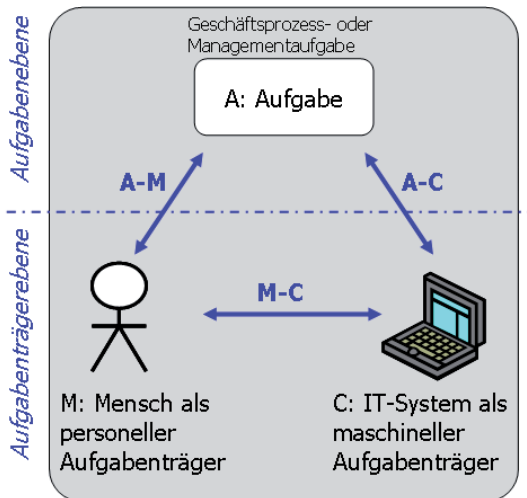 Geschäftsprozess- oder
Managementaufgabe
A: Aufgabe
Aufgabenebene
A-M
A-C
Aufgabenträgerebene
M-C
M: Mensch als
personeller
Aufgabenträger
C: IT-System als
maschineller
Aufgabenträger